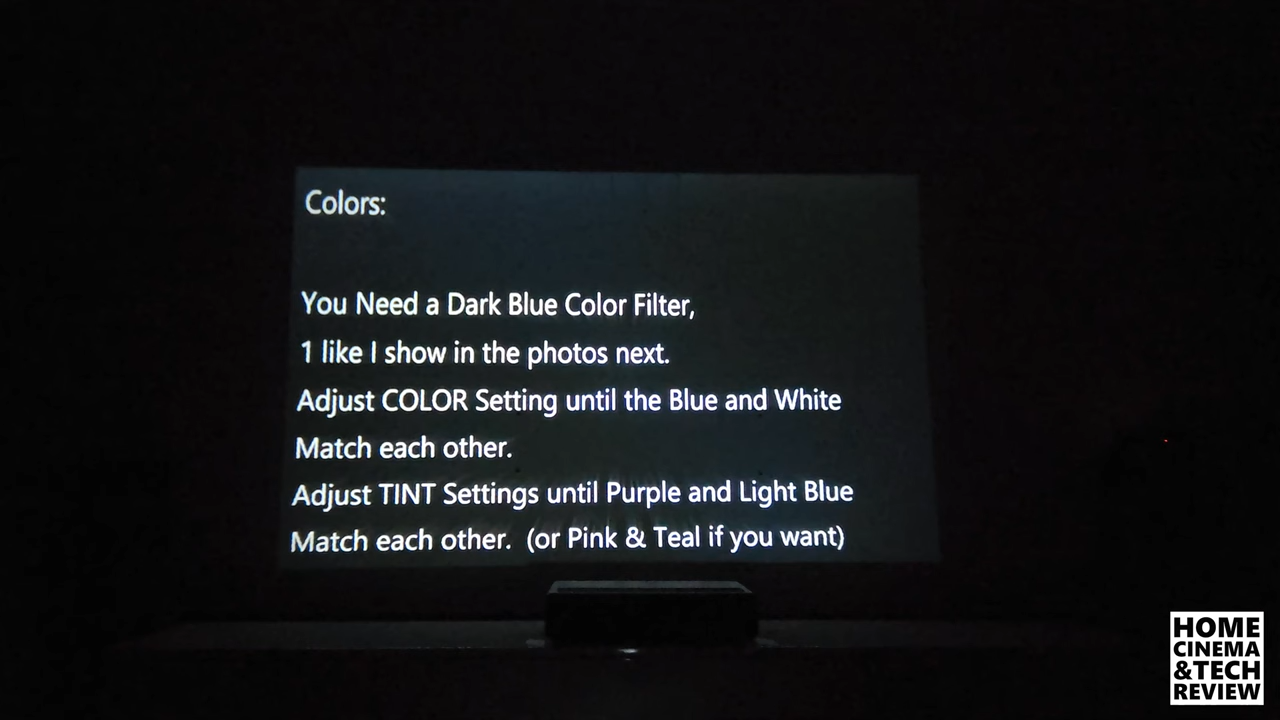 Colors:
You Need a Dark Blue Color Filter,
1 like I show in the photos next.
Adjust COLOR Setting until the Blue and White
Match each other.
Adjust TINT Settings until Purple and Light Blue
Match each other.  (or Pink & Teal if you want)
HOME
CINEMA
&TECH
REVIEW